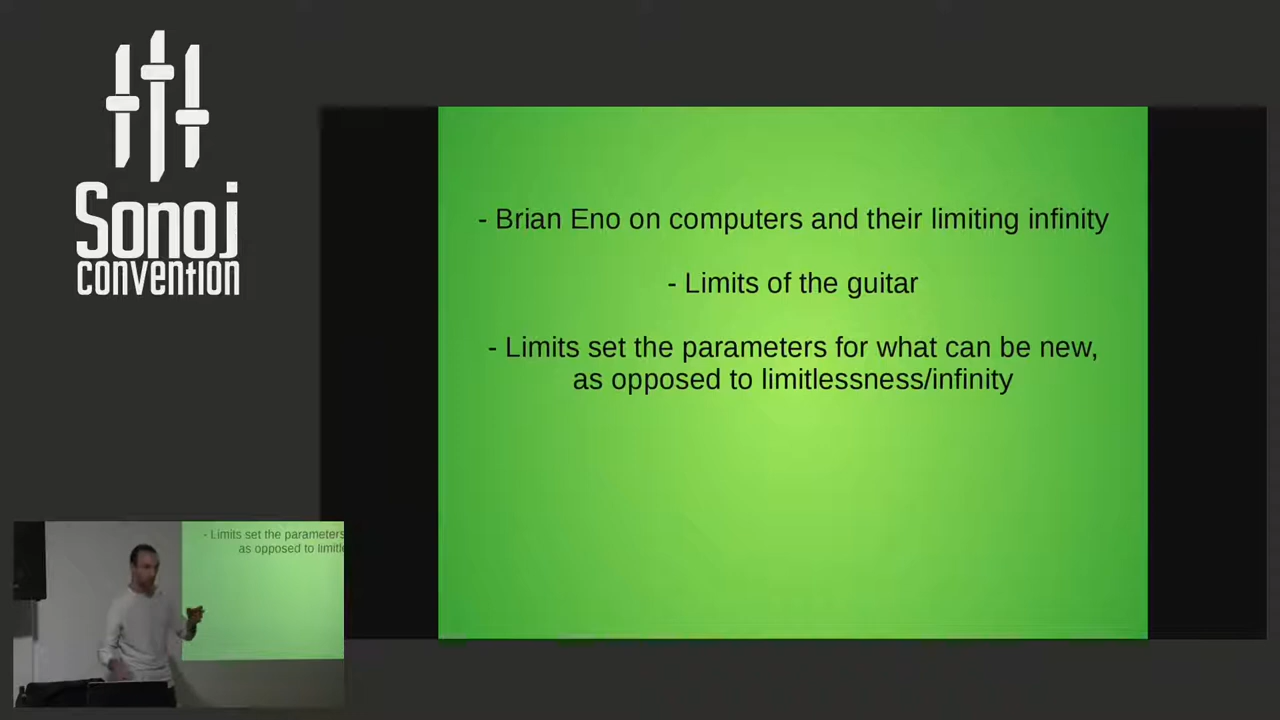 Sonoj
convention
- Brian Eno on computers and their limiting infinity
- Limits of the guitar
- Limits set the parameters for what can be new,
as opposed to limitlessness/infinity
- Limits set the parameters
as opposed to limitle